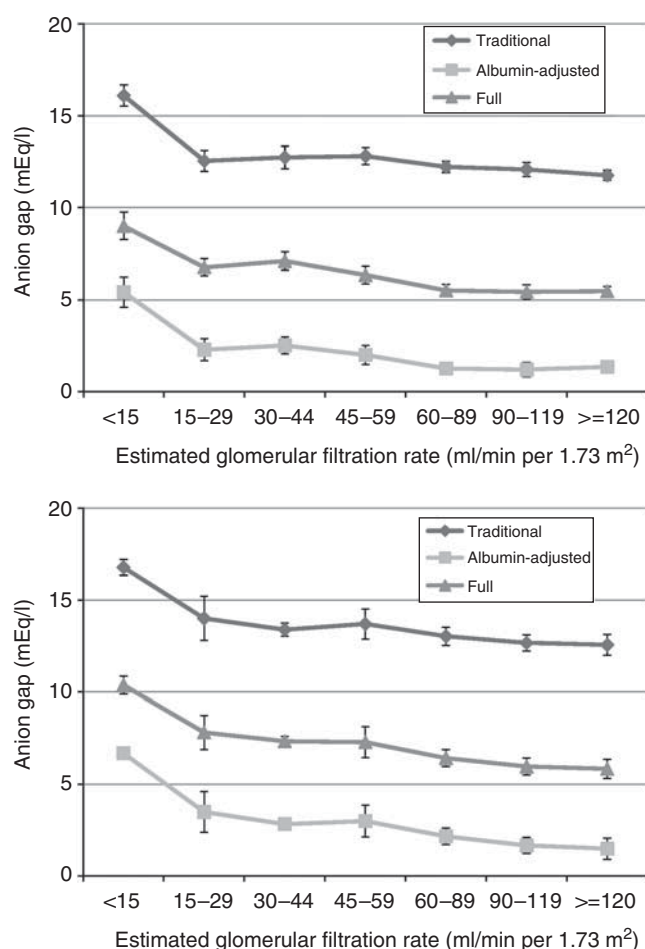 20
15
10
5
0
Anion gap (mEq/l)
Traditional
Albumin-adjusted
Full
<15 15–29 30–44 45–59 60–89 90–119 >=120
Estimated glomerular filtration rate (ml/min per 1.73 m²)
20
15
10
5
0
Anion gap (mEq/l)
Traditional
Albumin-adjusted
Full
<15 15–29 30–44 45–59 60–89 90–119 >=120
Estimated glomerular filtration rate (ml/min per 1.73 m²)